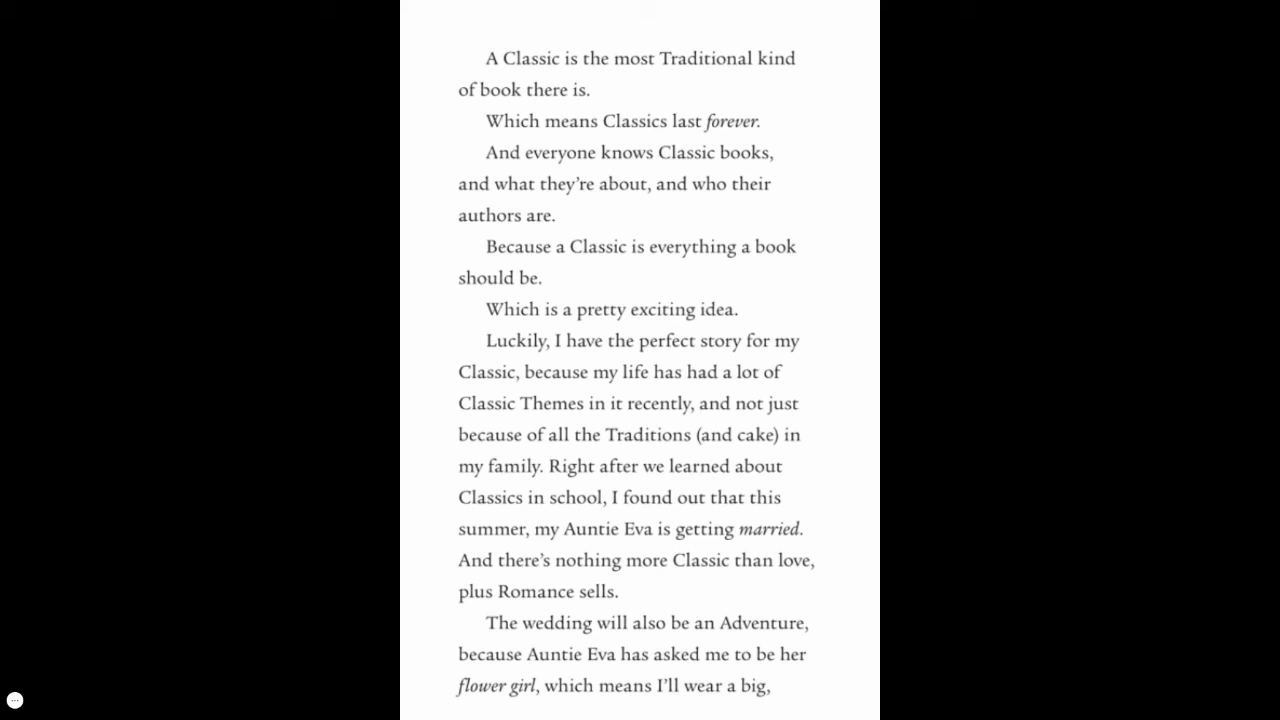 A Classic is the most Traditional kind
of book there is.
Which means Classics last forever.
And everyone knows Classic books,
and what they're about, and who their
authors are.
Because a Classic is everything a book
should be.
Which is a pretty exciting idea.
Luckily, I have the perfect story for my
Classic, because my life has had a lot of
Classic Themes in it recently, and not just
because of all the Traditions (and cake) in
my family. Right after we learned about
Classics in school, I found out that this
summer, my Auntie Eva is getting married.
And there's nothing more Classic than love,
plus Romance sells.
The wedding will also be an Adventure,
because Auntie Eva has asked me to be her
flower girl, which means I'll wear a big,